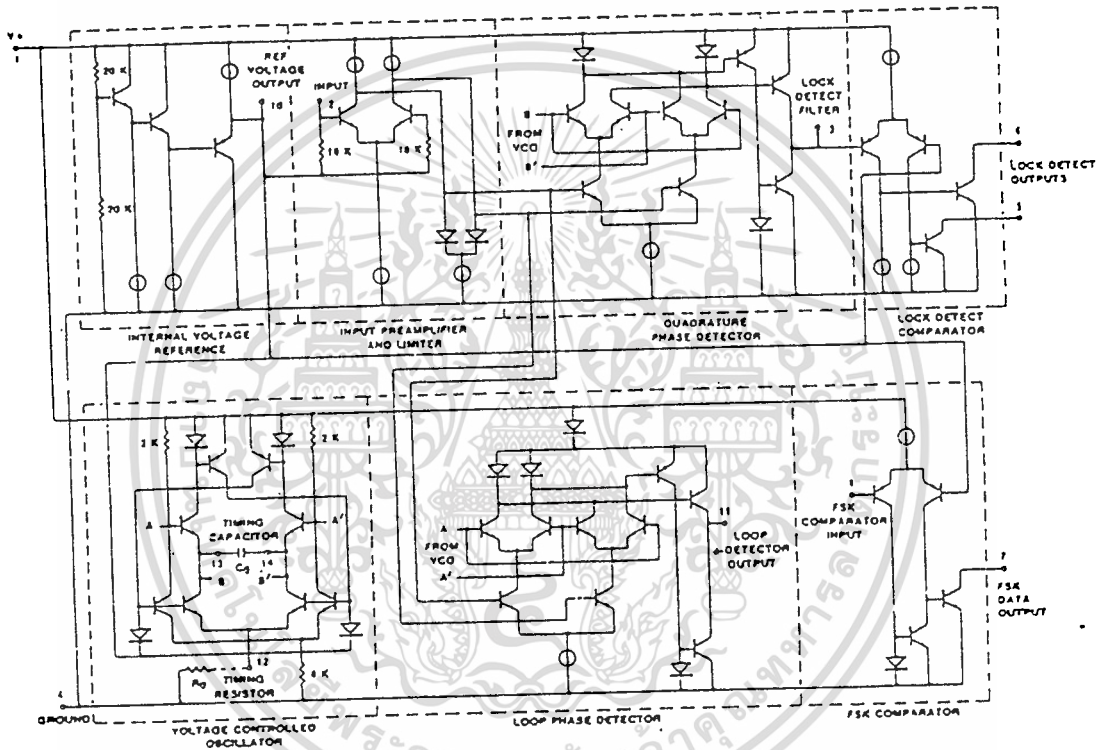 V+
1
20 K
20 K
REF
VOLTAGE
OUTPUT
10
INPUT
2
10 K
10 K
B
FROM
VCO
B'
LOCK
DETECT
FILTER
3
6
LOCK DETECT
OUTPUTS
5
INTERNAL VOLTAGE
REFERENCE
INPUT PREAMPLIFIER
AND LIMITER
QUADRATURE
PHASE DETECTOR
LOCK DETECT
COMPARATOR
2 K
2 K
A
A'
TIMING
CAPACITOR
13
C0
14
B
B'
12
R0
TIMING
RESISTOR
8 K
A
FROM
VCO
A'
11
LOOP
ϕ-DETECTOR
OUTPUT
8
FSK
COMPARATOR
INPUT
7
FSK
DATA
OUTPUT
4
GROUND
VOLTAGE CONTROLLED
OSCILLATOR
LOOP PHASE DETECTOR
FSK COMPARATOR